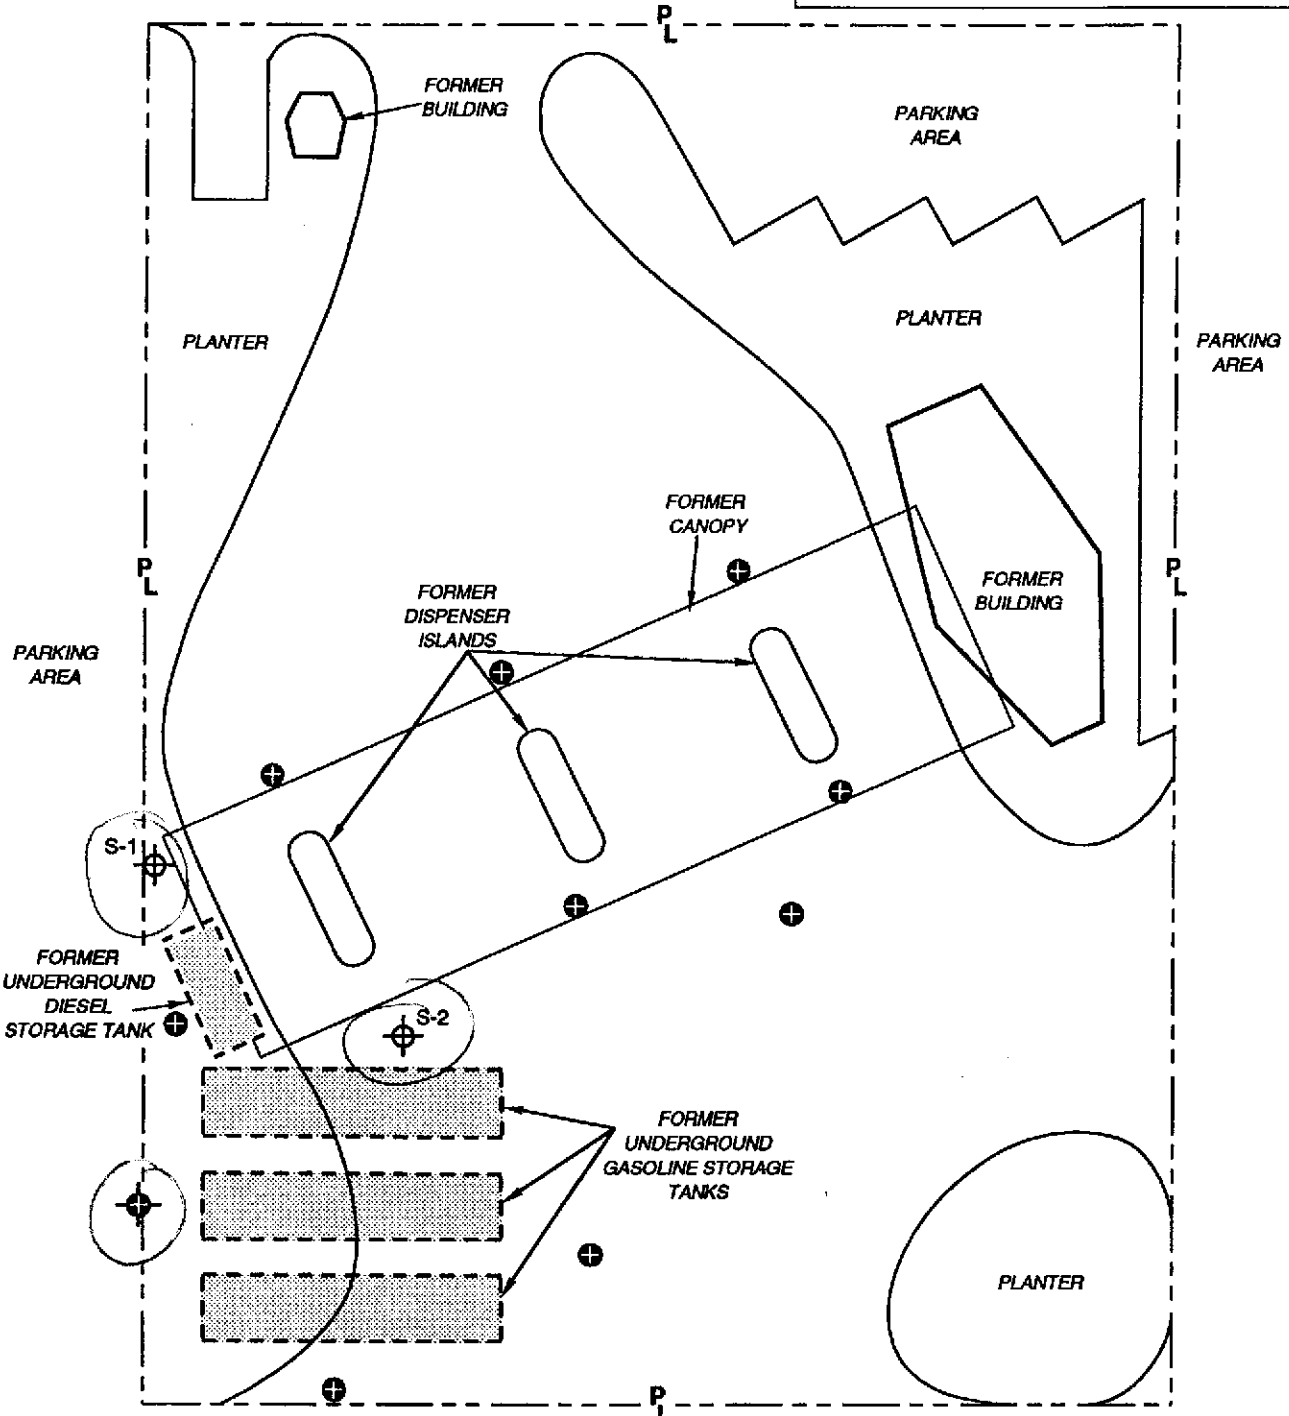 P
L
FORMER
BUILDING
PARKING
AREA
PLANTER
PLANTER
PARKING
AREA
FORMER
CANOPY
P
L
FORMER
BUILDING
P
L
FORMER
DISPENSER
ISLANDS
PARKING
AREA
S-1
FORMER
UNDERGROUND
DIESEL
STORAGE TANK
S-2
FORMER
UNDERGROUND
GASOLINE STORAGE
TANKS
PLANTER
P
L